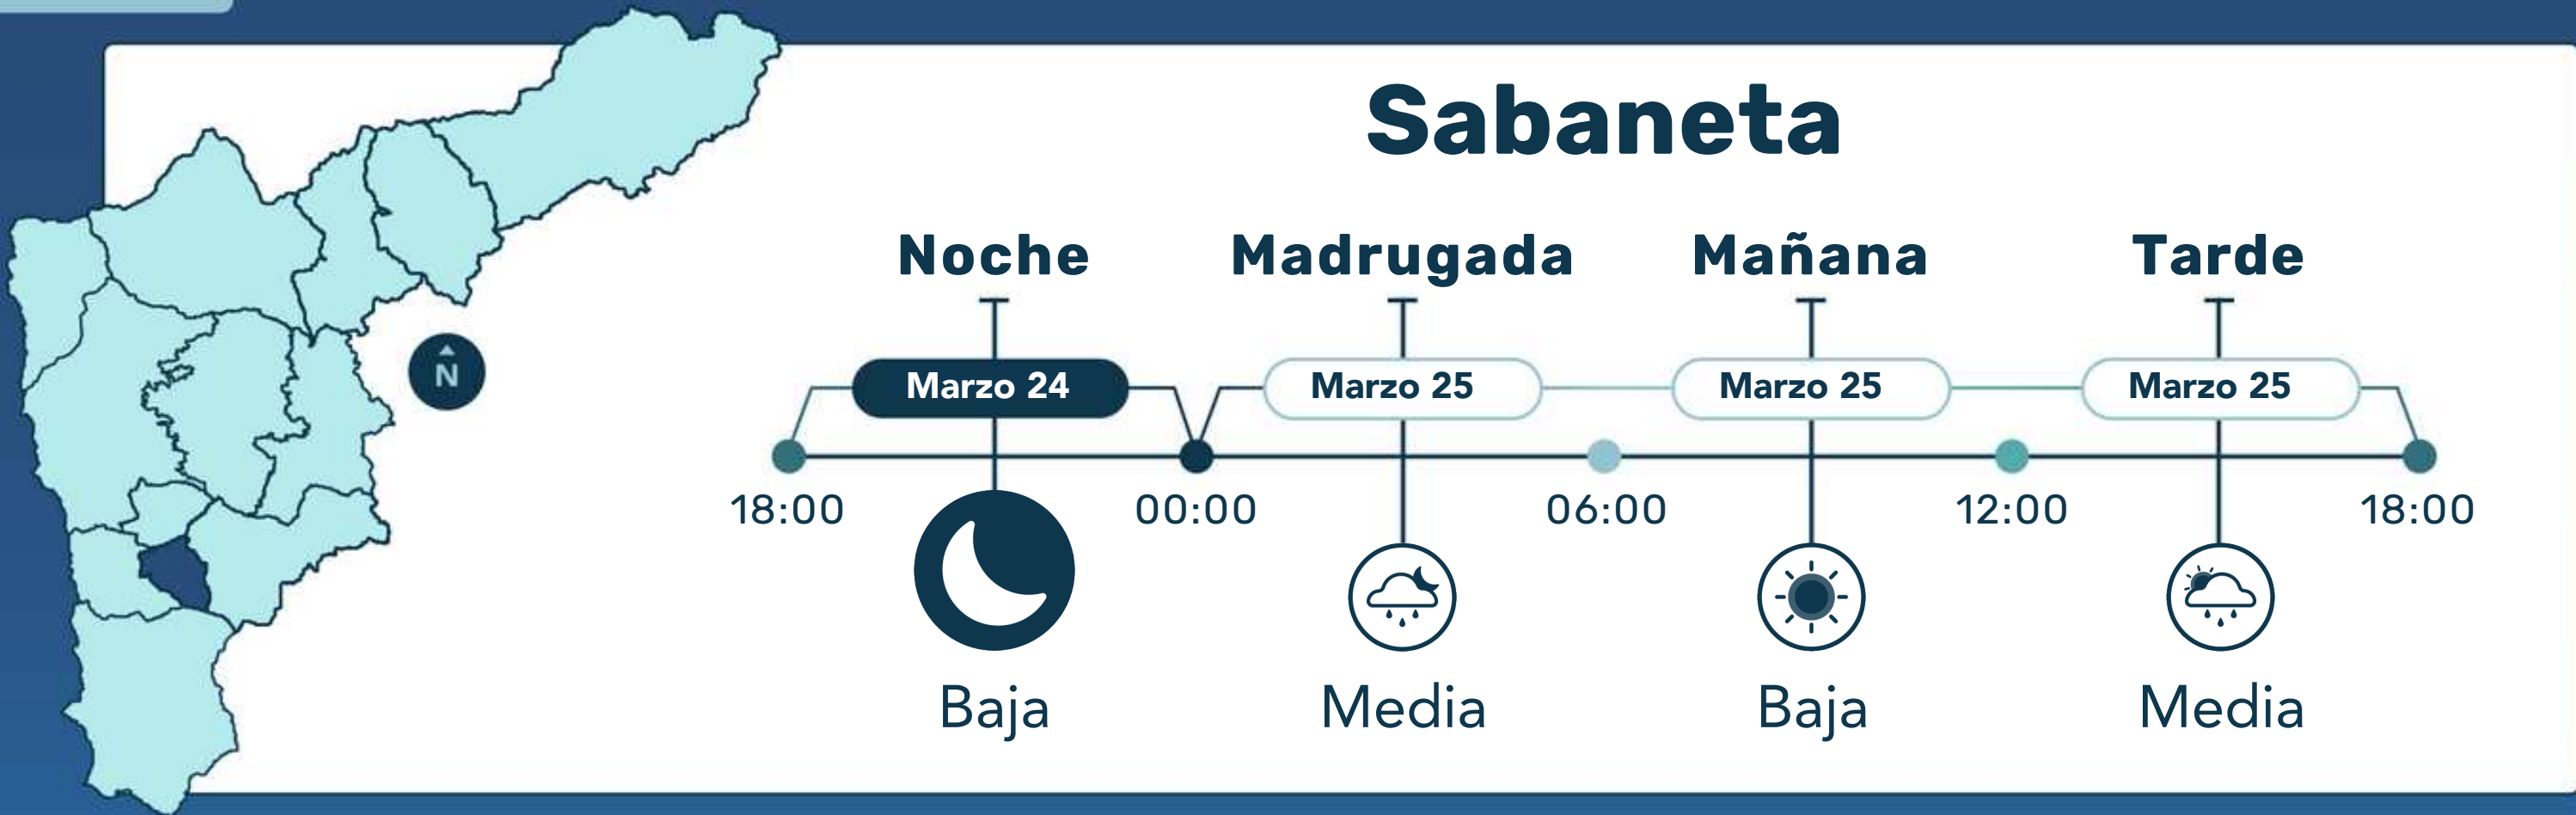 Sabaneta
Noche Madrugada Mañana Tarde
N
Marzo 24 Marzo 25 Marzo 25 Marzo 25
18:00 00:00 06:00 12:00 18:00
Baja Media Baja Media